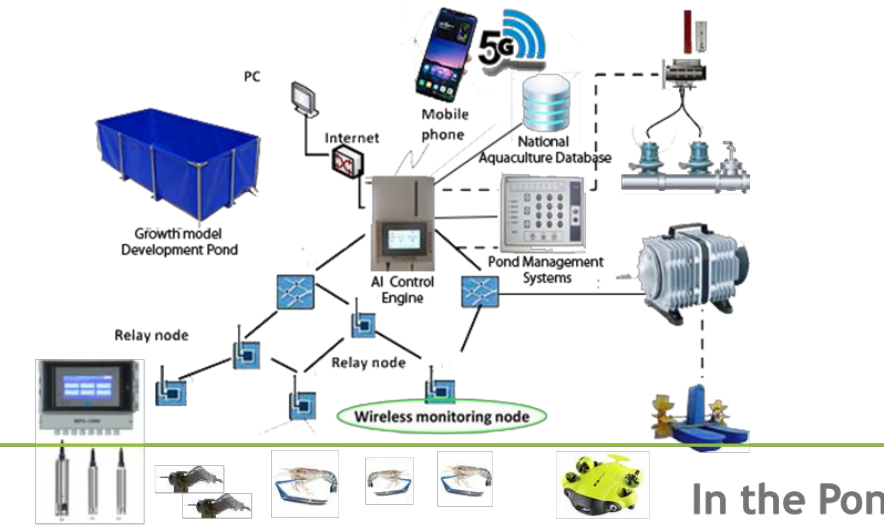 PC
5G
Internet
Mobile
phone
National
Aquaculture Database
Growth model
Development Pond
AI Control
Engine
Pond Management
Systems
Relay node
Relay node
Wireless monitoring node
In the Pon